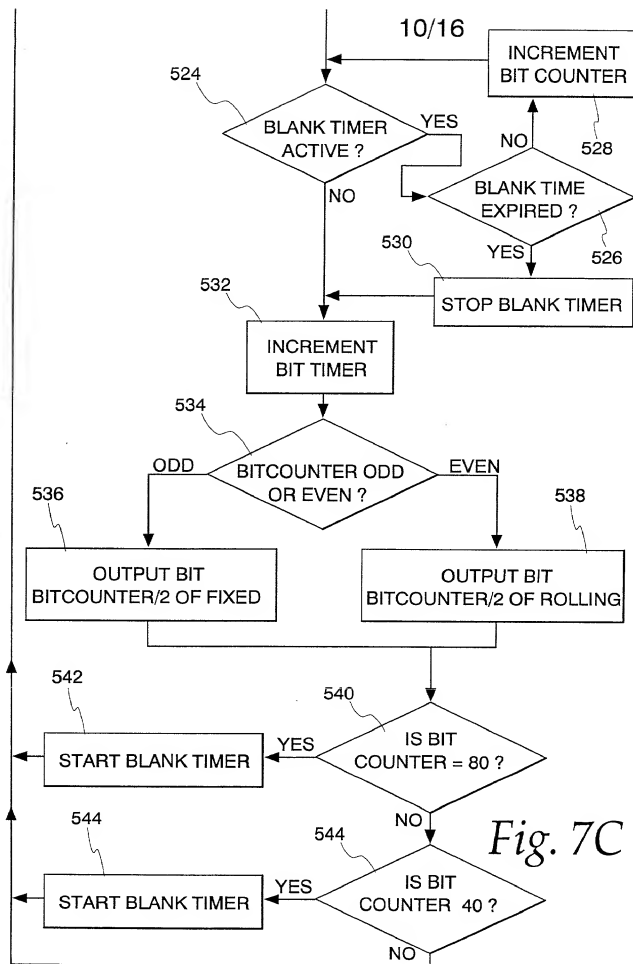 10/16
INCREMENT
BIT COUNTER
528
524
BLANK TIMER
ACTIVE ?
YES
NO
NO
BLANK TIME
EXPIRED ?
526
YES
530
STOP BLANK TIMER
532
INCREMENT
BIT TIMER
534
BITCOUNTER ODD
OR EVEN ?
ODD
EVEN
536
OUTPUT BIT
BITCOUNTER/2 OF FIXED
538
OUTPUT BIT
BITCOUNTER/2 OF ROLLING
540
IS BIT
COUNTER = 80 ?
YES
542
START BLANK TIMER
NO
Fig. 7C
544
IS BIT
COUNTER 40 ?
YES
544
START BLANK TIMER
NO